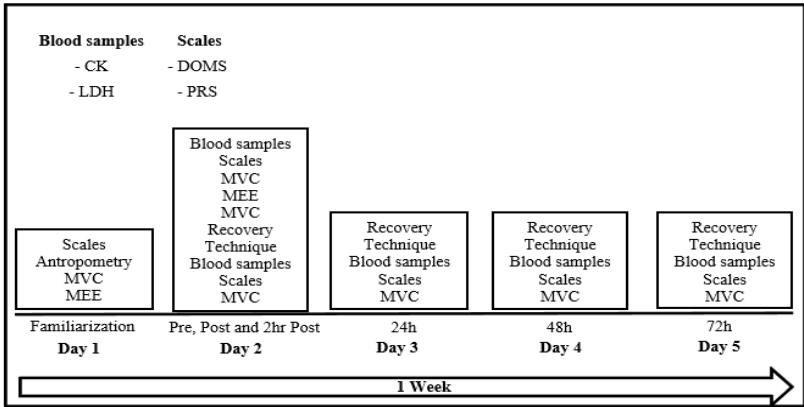 Blood samples Scales
- CK - DOMS
- LDH - PRS
Scales
Antropometry
MVC
MEE
Familiarization
Day 1
Blood samples
Scales
MVC
MEE
MVC
Recovery
Technique
Blood samples
Scales
MVC
Pre, Post and 2hr Post
Day 2
Recovery
Technique
Blood samples
Scales
MVC
24h
Day 3
Recovery
Technique
Blood samples
Scales
MVC
48h
Day 4
Recovery
Technique
Blood samples
Scales
MVC
72h
Day 5
1 Week